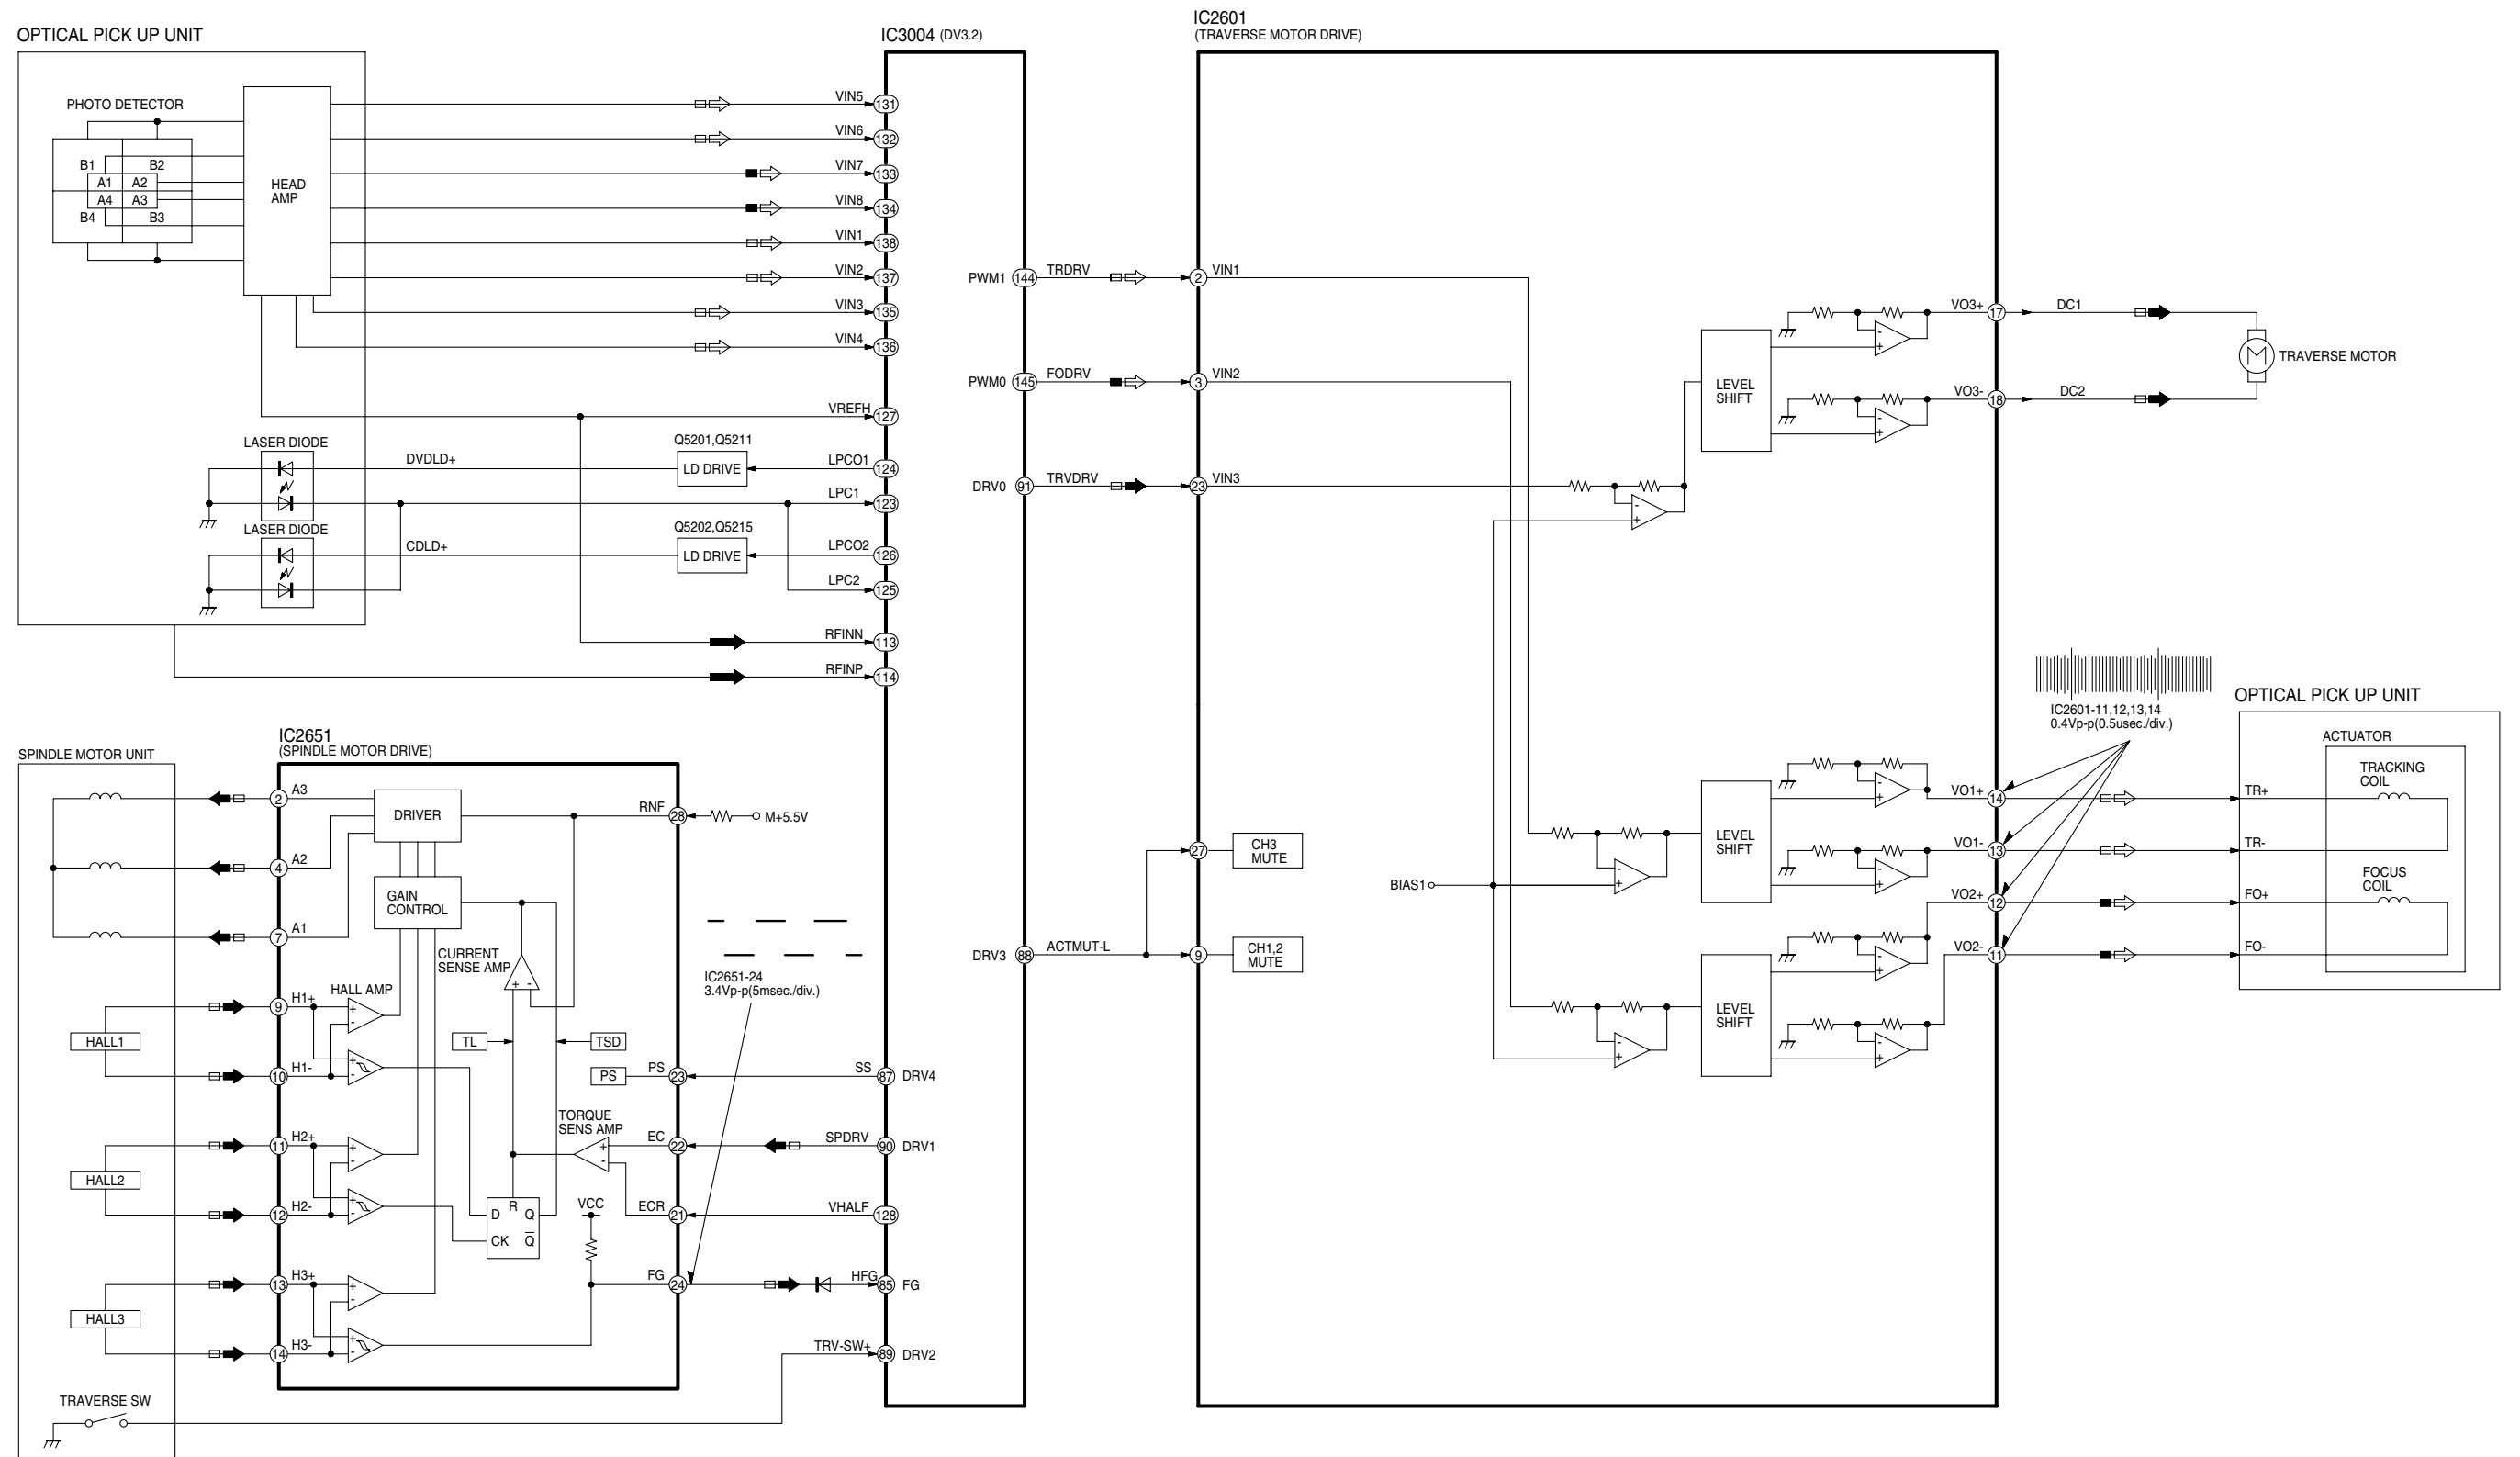 OPTICAL PICK UP UNIT
PHOTO DETECTOR
B1
B2
A1
A2
A4
A3
B4
B3
HEAD
AMP
VIN5
131
VIN6
132
VIN7
133
VIN8
134
VIN1
138
VIN2
137
VIN3
135
VIN4
136
VREFH
127
LASER DIODE
DVDLD+
Q5201,Q5211
LD DRIVE
LPCO1
124
LPC1
123
LASER DIODE
CDLD+
Q5202,Q5215
LD DRIVE
LPCO2
126
LPC2
125
RFINN
113
RFINP
114
IC3004 (DV3.2)
PWM1
144
TRDRV
PWM0
145
FODRV
DRV0
91
TRVDRV
DRV3
88
ACTMUT-L
SS
87
DRV4
SPDRV
90
DRV1
VHALF
128
HFG
85
FG
TRV-SW+
89
DRV2
IC2601
(TRAVERSE MOTOR DRIVE)
2
VIN1
3
VIN2
23
VIN3
27
CH3
MUTE
9
CH1,2
MUTE
BIAS1
-
+
LEVEL
SHIFT
-
+
-
+
VO3+
17
DC1
VO3-
18
DC2
M
TRAVERSE MOTOR
-
+
LEVEL
SHIFT
-
+
-
+
VO1+
14
VO1-
13
-
+
LEVEL
SHIFT
-
+
-
+
VO2+
12
VO2-
11
IC2601-11,12,13,14
0.4Vp-p(0.5usec./div.)
OPTICAL PICK UP UNIT
ACTUATOR
TRACKING
COIL
TR+
TR-
FOCUS
COIL
FO+
FO-
SPINDLE MOTOR UNIT
HALL1
HALL2
HALL3
TRAVERSE SW
IC2651
(SPINDLE MOTOR DRIVE)
2
A3
4
A2
7
A1
DRIVER
GAIN
CONTROL
RNF
28
M+5.5V
CURRENT
SENSE AMP
+ -
HALL AMP
9
H1+
10
H1-
+
-
+
-
11
H2+
12
H2-
+
-
+
-
13
H3+
14
H3-
+
-
+
-
TL
TSD
PS
PS
23
TORQUE
SENS AMP
+
-
EC
22
ECR
21
VCC
D
R
Q
CK
Q
FG
24
IC2651-24
3.4Vp-p(5msec./div.)